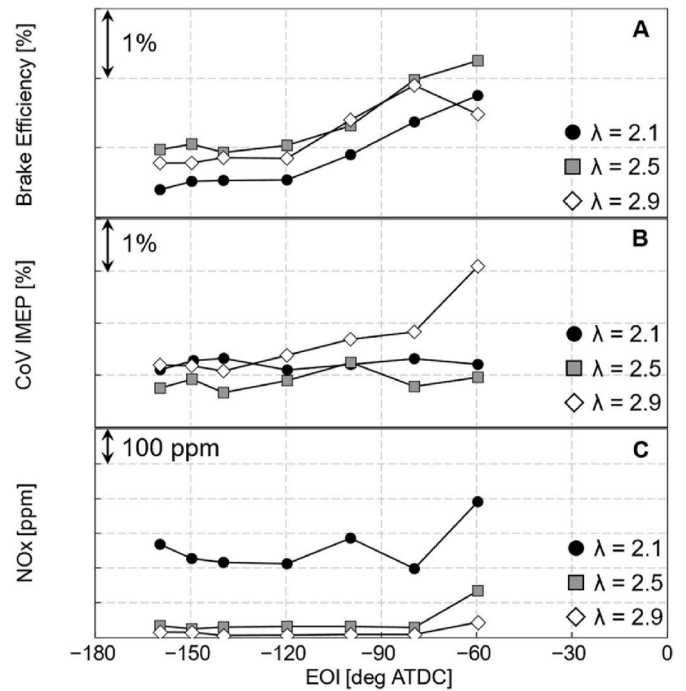 Brake Efficiency [%]
1%
A
λ = 2.1
λ = 2.5
λ = 2.9
CoV IMEP [%]
1%
B
λ = 2.1
λ = 2.5
λ = 2.9
NOx [ppm]
100 ppm
C
λ = 2.1
λ = 2.5
λ = 2.9
−180 −150 −120 −90 −60 −30 0
EOI [deg ATDC]